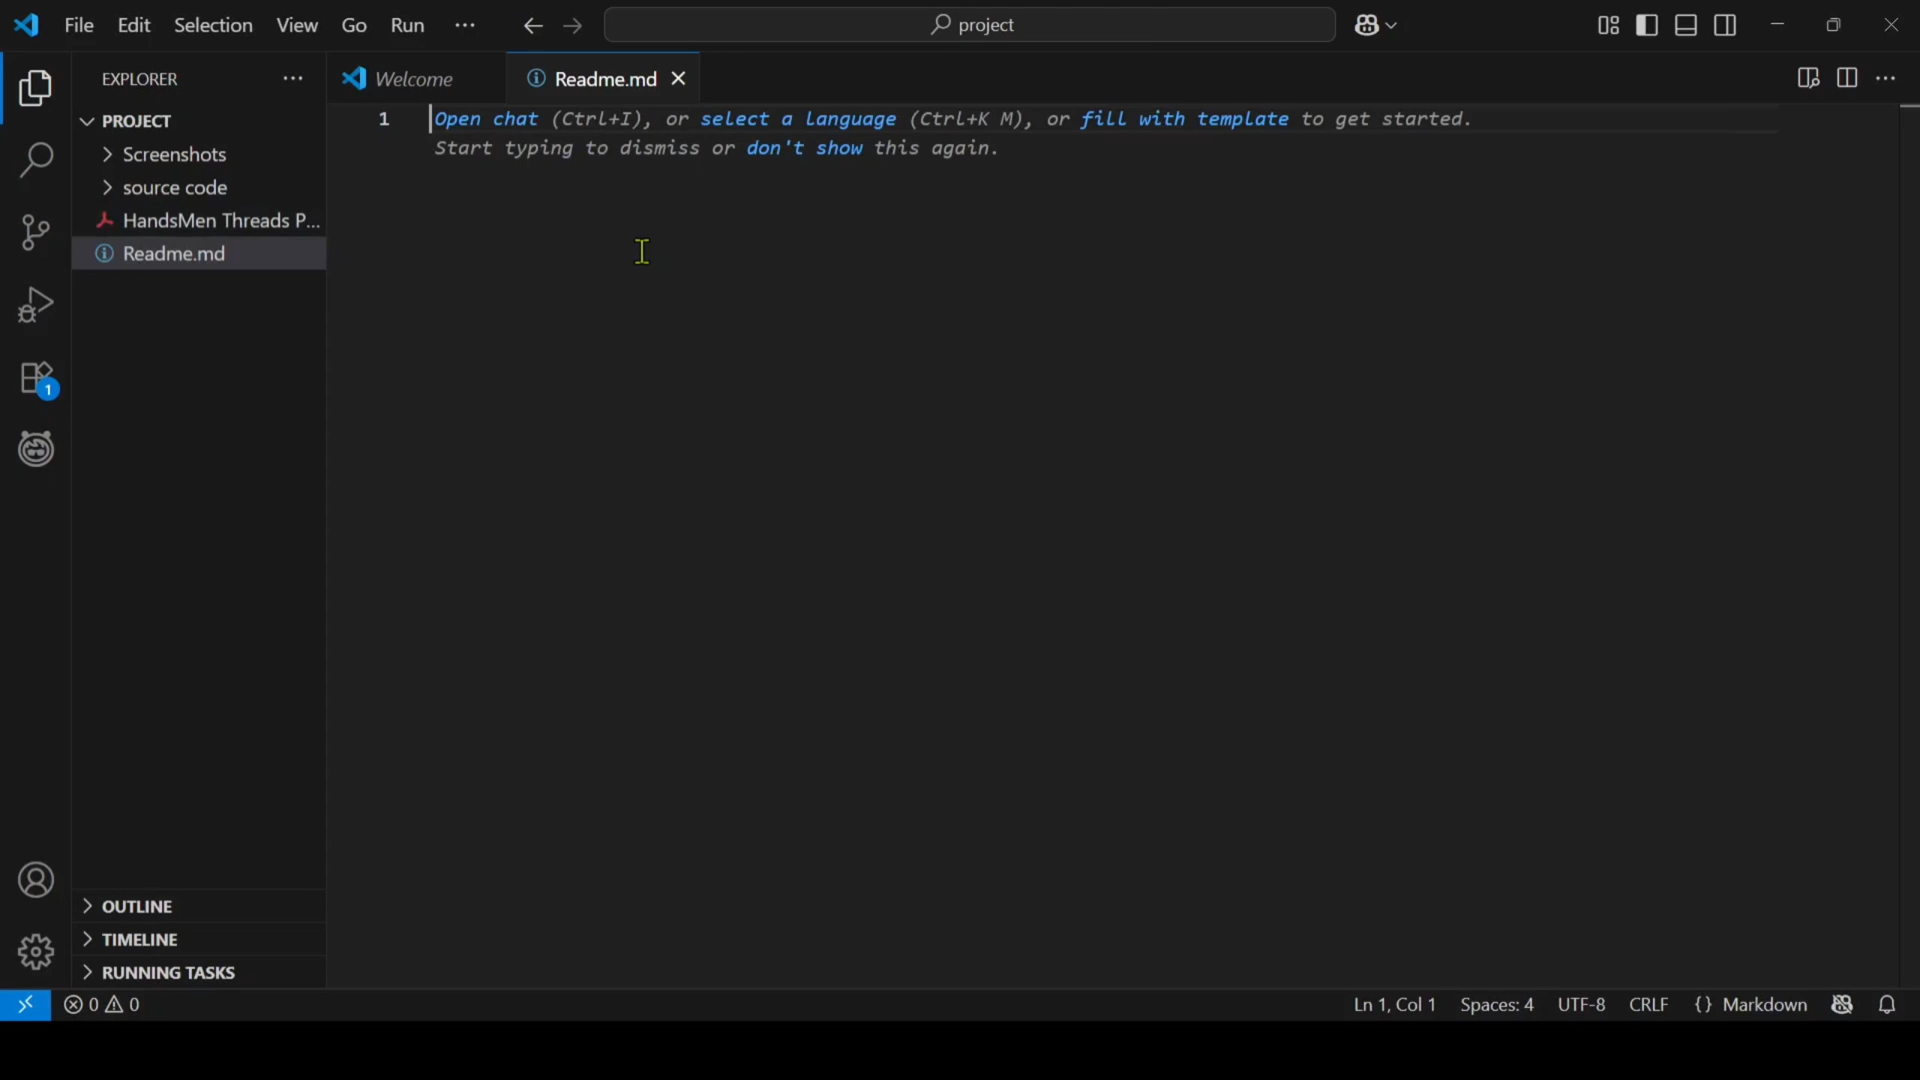 File Edit Selection View Go Run ··· project
EXPLORER ···
Welcome
Readme.md
PROJECT
Screenshots
source code
HandsMen Threads P...
Readme.md
1
Open chat (Ctrl+I), or select a language (Ctrl+K M), or fill with template to get started.
Start typing to dismiss or don't show this again.
1
OUTLINE
TIMELINE
RUNNING TASKS
0 0
Ln 1, Col 1 Spaces: 4 UTF-8 CRLF {} Markdown